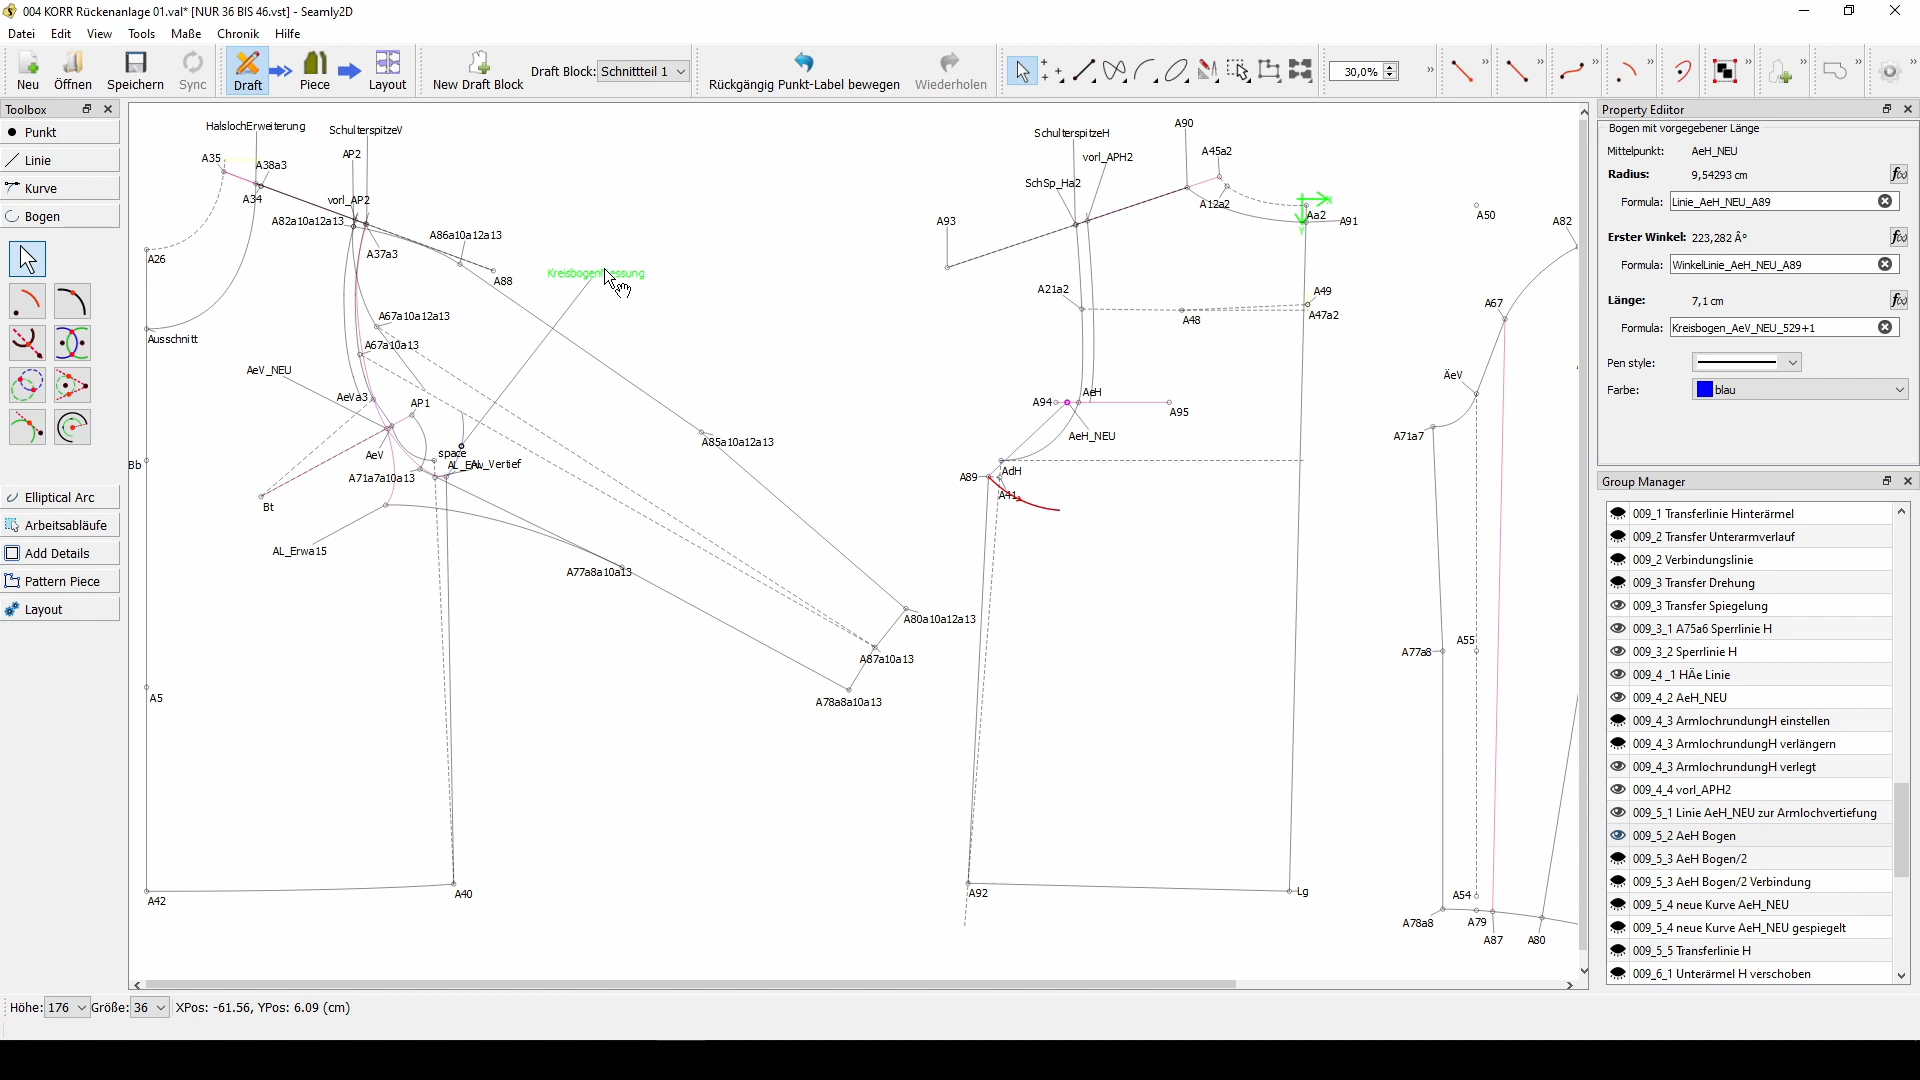 004 KORR Rückenanlage 01.val* [NUR 36 BIS 46.vst] - Seamly2D
Datei Edit View Tools Maße Chronik Hilfe
Neu Öffnen Speichern Sync Draft Piece Layout New Draft Block Draft Block: Schnittteil 1 Rückgängig Punkt-Label bewegen Wiederholen 30,0%
Toolbox
Punkt
Linie
Kurve
Bogen
Elliptical Arc
Arbeitsabläufe
Add Details
Pattern Piece
Layout
HalslochErweiterung
SchulterspitzeV
A35
A38a3
AP2
A34
vorl_AP2
A82a10a12a13
A86a10a12a13
A37a3
A26
A88
A67a10a12a13
Ausschnitt
A67a10a13
AeV_NEU
AeVa3
AP1
A85a10a12a13
AeV
space
Bb
AL_Vertief
A71a7a10a13
Bt
AL_Erwa15
A77a8a10a13
A80a10a12a13
A87a10a13
A78a8a10a13
A5
A42
A40
A90
SchulterspitzeH
A45a2
vorl_APH2
SchSp_Ha2
A12a2
Aa2
A91
A93
A21a2
A49
A48
A47a2
A94
AeH
A95
AeH_NEU
A89
AdH
A41
A92
Lg
A50
A82
A67
ÄeV
A71a7
A55
A77a8
A54
A78a8
A79
A87
A80
Property Ediitor
Bogen mit vorgegebener Länge
Mittelpunkt: AeH_NEU
Radius: 9,54293 cm
Formula: Linie_AeH_NEU_A89
Erster Winkel: 223,282 Â°
Formula: WinkelLinie_AeH_NEU_A89
Länge: 7,1 cm
Formula: Kreisbogen_AeV_NEU_529+1
Pen style:
Farbe: blau
Group Manager
009_1 Transferlinie Hinterärmel
009_2 Transfer Unterarmverlauf
009_2 Verbindungslinie
009_3 Transfer Drehung
009_3 Transfer Spiegelung
009_3_1 A75a6 Sperrlinie H
009_3_2 Sperrlinie H
009_4 _1 HÄe Linie
009_4_2 AeH_NEU
009_4_3 ArmlochrundungH einstellen
009_4_3 ArmlochrundungH verlängern
009_4_3 ArmlochrundungH verlegt
009_4_4 vorl_APH2
009_5_1 Linie AeH_NEU zur Armlochvertiefung
009_5_2 AeH Bogen
009_5_3 AeH Bogen/2
009_5_3 AeH Bogen/2 Verbindung
009_5_4 neue Kurve AeH_NEU
009_5_4 neue Kurve AeH_NEU gespiegelt
009_5_5 Transferlinie H
009_6_1 Unterärmel H verschoben
Höhe: 176 Größe: 36 XPos: -61.56, YPos: 6.09 (cm)